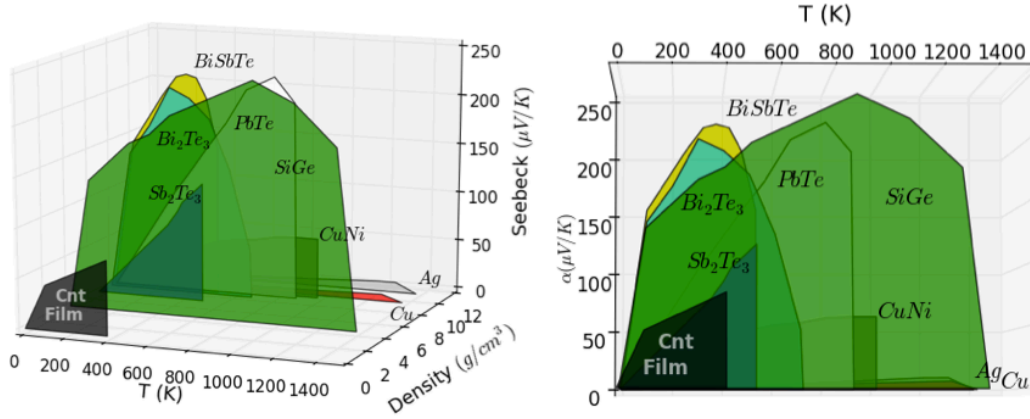 BiSbTe
Bi₂Te₃
PbTe
Sb₂Te₃
SiGe
CuNi
Ag
Cu
Cnt
Film
250
200
150
100
50
0
Seebeck (μV/K)
0 200 400 600 800 1000 1200 1400
T (K)
0 2 4 6 8 10 12
Density (g/cm³)
T (K)
0 200 400 600 800 1000 1200 1400
250
200
150
100
50
0
α(μV/K)
BiSbTe
PbTe
SiGe
Bi₂Te₃
Sb₂Te₃
CuNi
Cnt
Film
Ag
Cu